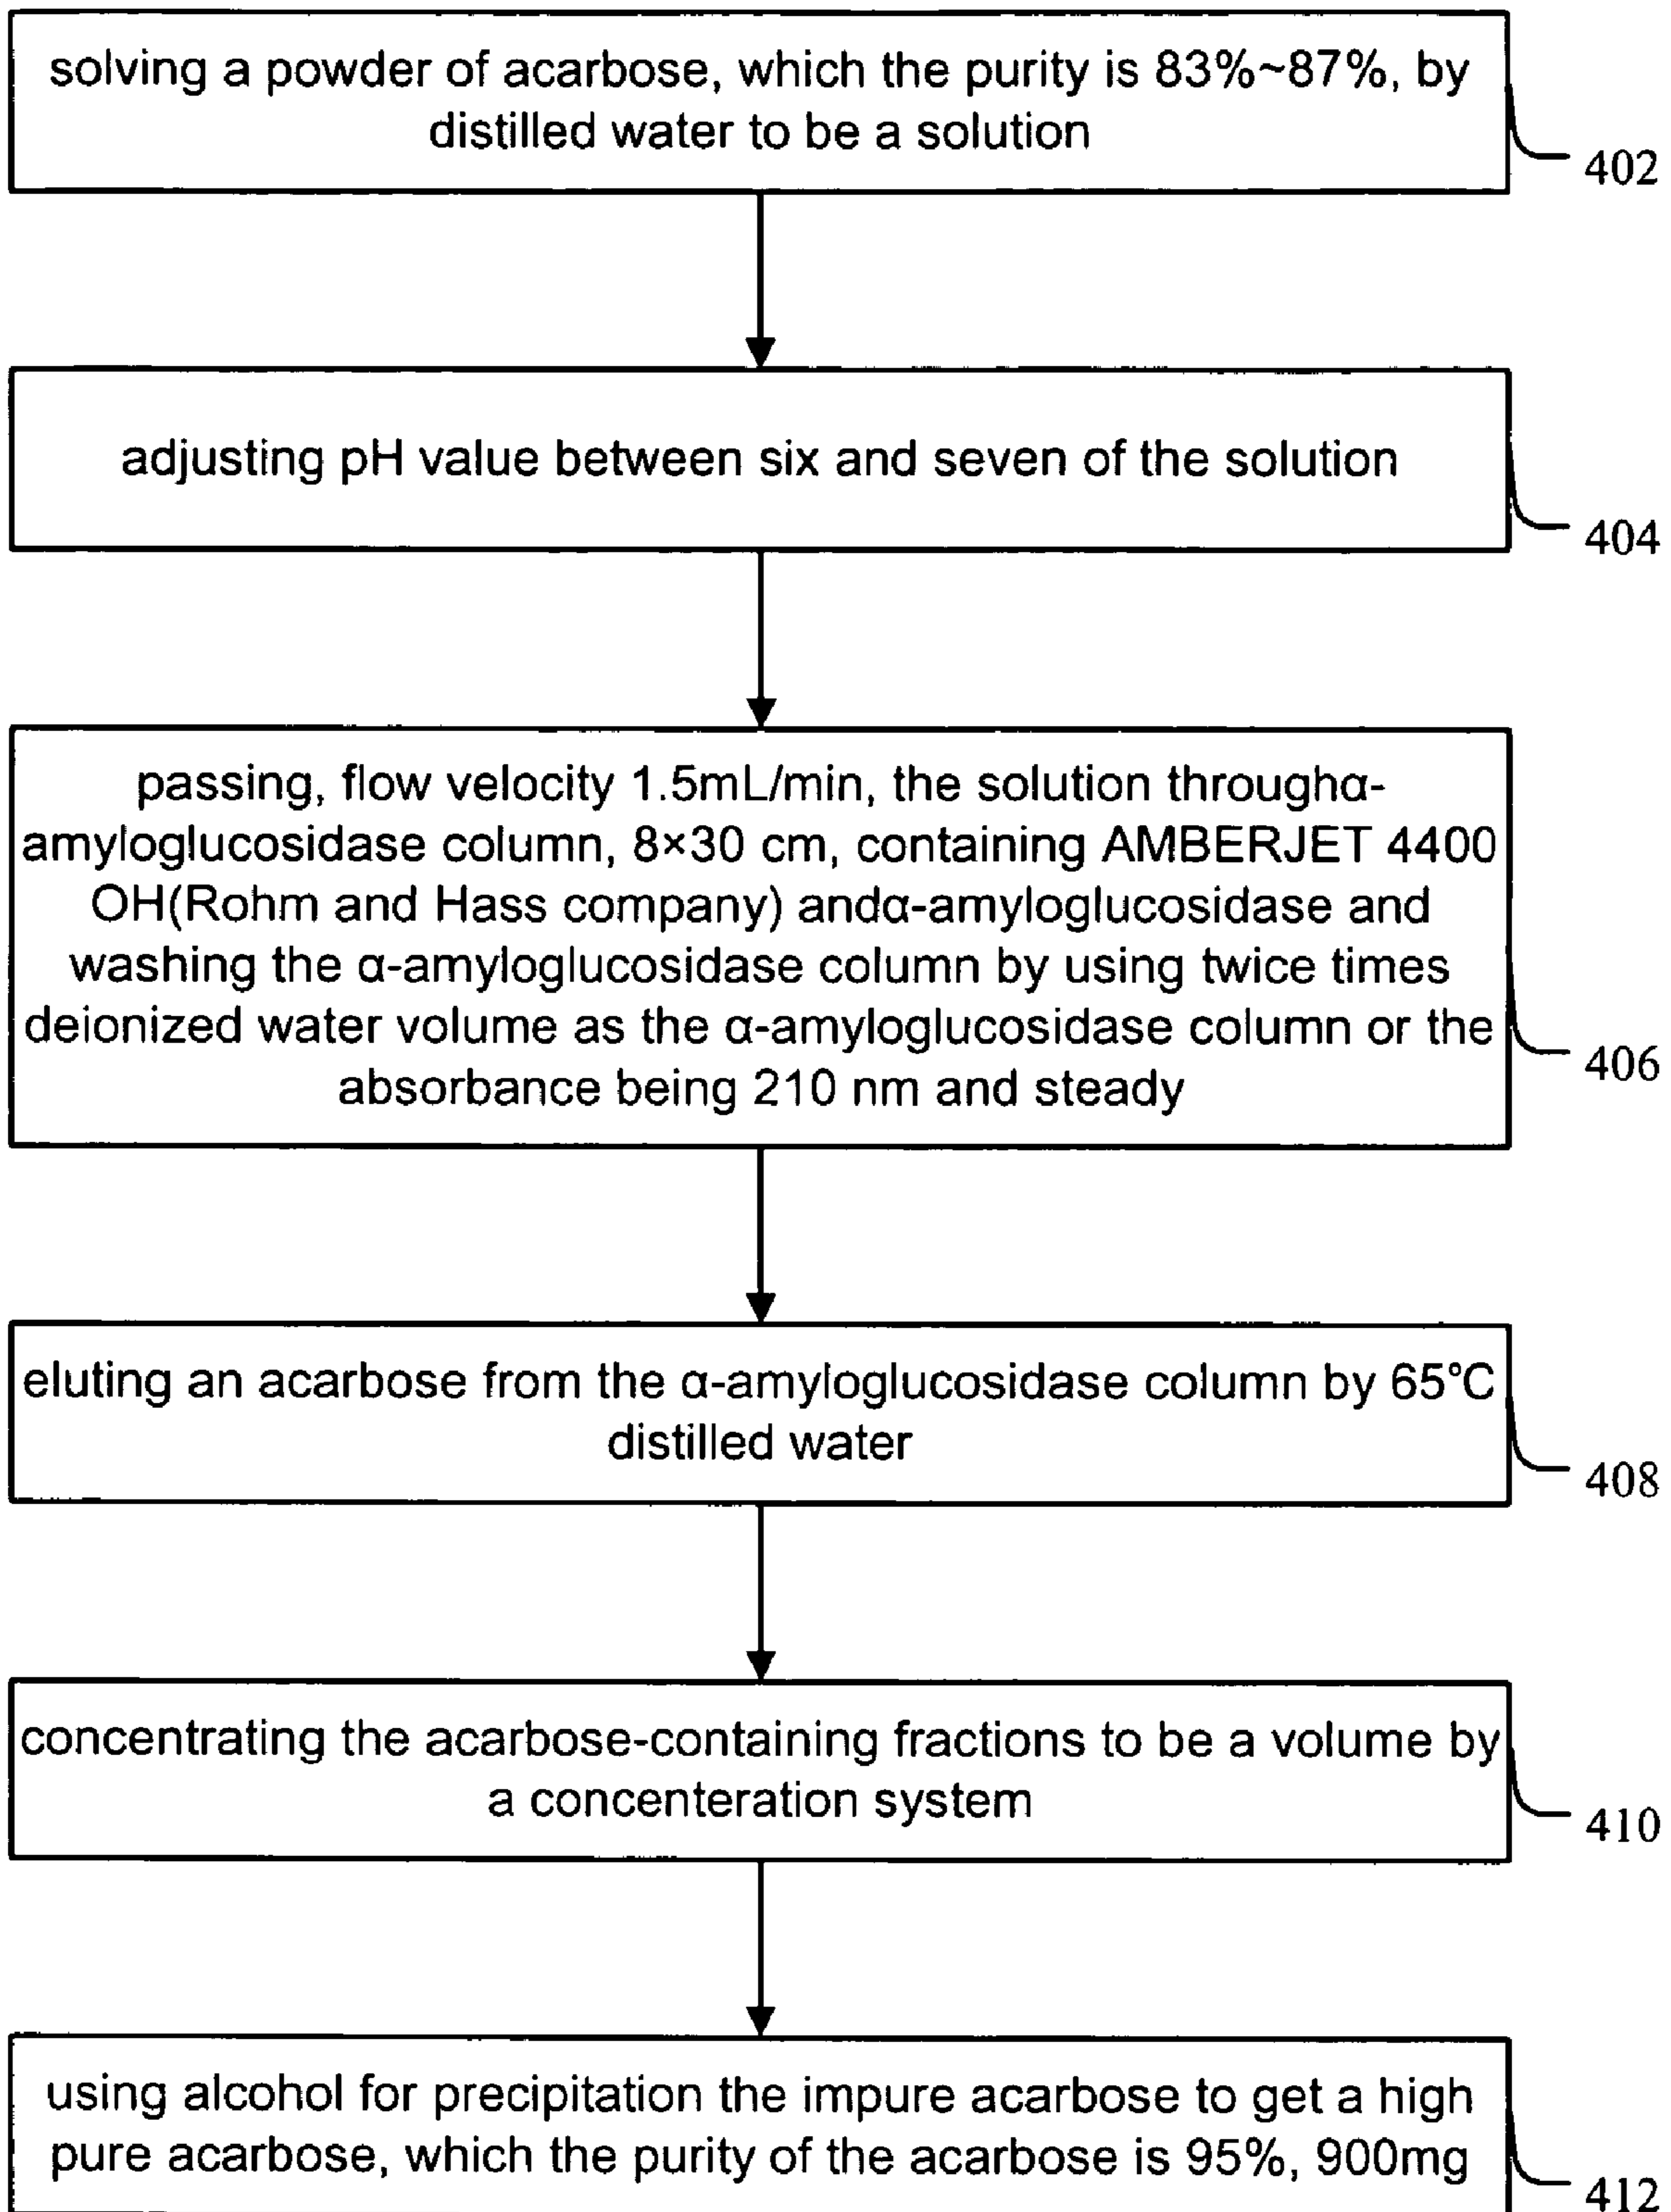 solving a powder of acarbose, which the purity is 83%~87%, by
distilled water to be a solution
402
adjusting pH value between six and seven of the solution
404
passing, flow velocity 1.5mL/min, the solution throughα-
amyloglucosidase column, 8×30 cm, containing AMBERJET 4400
OH(Rohm and Hass company) andα-amyloglucosidase and
washing the α-amyloglucosidase column by using twice times
deionized water volume as the α-amyloglucosidase column or the
absorbance being 210 nm and steady
406
eluting an acarbose from the α-amyloglucosidase column by 65℃
distilled water
408
concentrating the acarbose-containing fractions to be a volume by
a concenteration system
410
using alcohol for precipitation the impure acarbose to get a high
pure acarbose, which the purity of the acarbose is 95%, 900mg
412